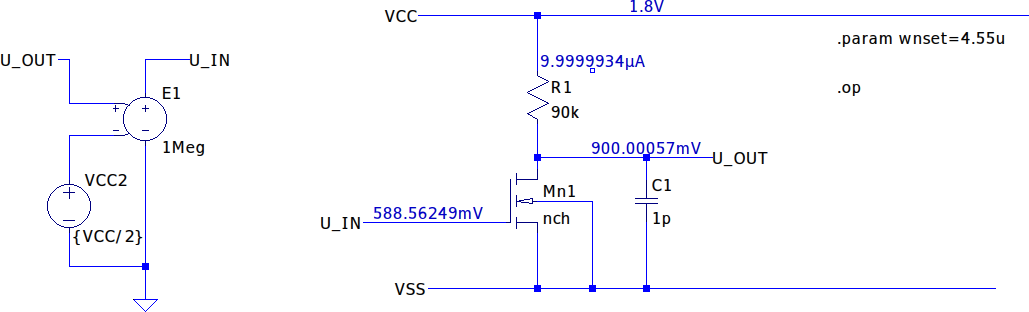 VCC
1.8V
.param wnset=4.55u
U_OUT
U_IN
9.9999934µA
R1
.op
E1
90k
+
+
-
-
1Meg
900.00057mV
U_OUT
VCC2
+
-
Mn1
C1
U_IN
588.56249mV
nch
1p
{VCC/2}
VSS